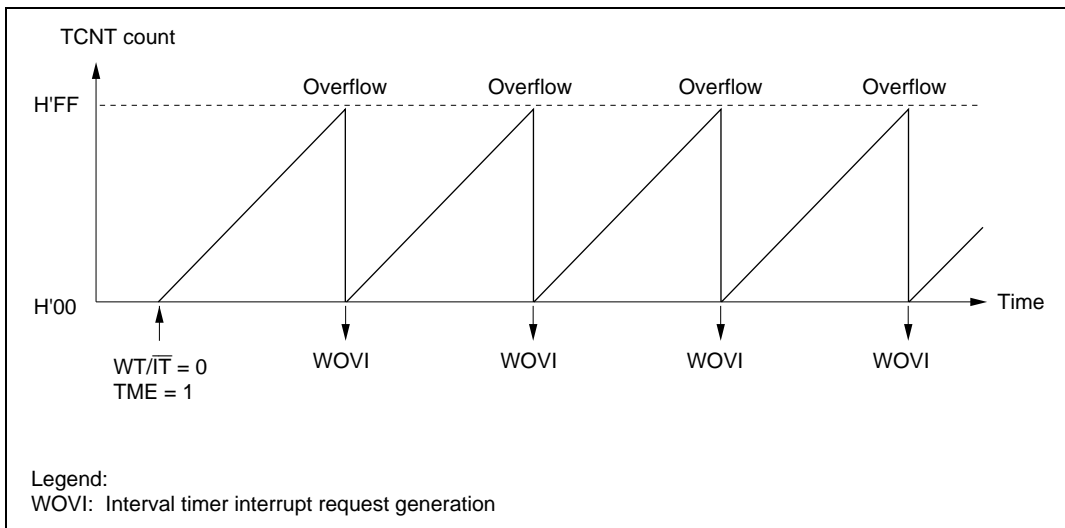 TCNT count
Overflow Overflow Overflow Overflow
H'FF
H'00
Time
WT/I̅T̅ = 0
TME = 1
WOVI WOVI WOVI WOVI
Legend:
WOVI: Interval timer interrupt request generation